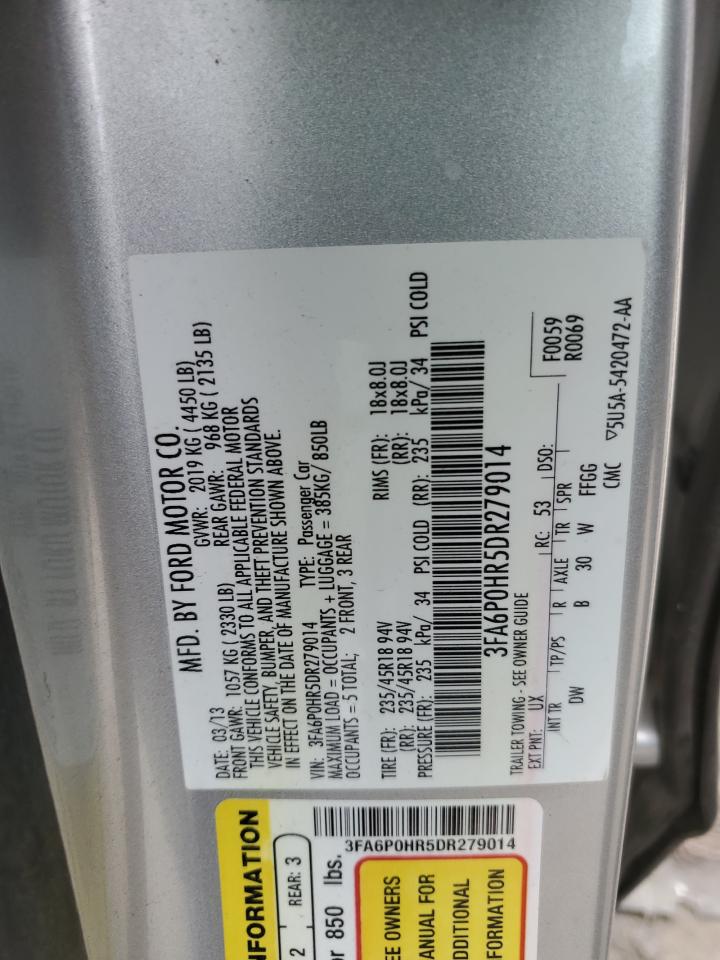 MFD. BY FORD MOTOR CO.
DATE: 03/13 GVWR: 2019 KG ( 4450 LB)
FRONT GAWR: 1057 KG ( 2330 LB) REAR GAWR: 968 KG ( 2135 LB)
THIS VEHICLE CONFORMS TO ALL APPLICABLE FEDERAL MOTOR
VEHICLE SAFETY, BUMPER, AND THEFT PREVENTION STANDARDS
IN EFFECT ON THE DATE OF MANUFACTURE SHOWN ABOVE.
VIN: 3FA6P0HR5DR279014 TYPE: Passenger Car
MAXIMUM LOAD = OCCUPANTS + LUGGAGE = 385KG/ 850LB
OCCUPANTS = 5 TOTAL; 2 FRONT, 3 REAR
TIRE (FR): 235/45R18 94V RIMS (FR): 18x8.0J
(RR): 235/45R18 94V (RR): 18x8.0J
PRESSURE (FR): 235 kPa/ 34 PSI COLD (RR): 235 kPa/ 34 PSI COLD
3FA6P0HR5DR279014
TRAILER TOWING - SEE OWNER GUIDE
EXT PNT: UX RC: 53 DSO: F0059
R0069
INT TR TP/PS R AXLE TR SPR
DW B 30 W FFGG
CMC ▽5U5A-5420472-AA
NFORMATION
2 REAR: 3
or 850 lbs.
3FA6P0HR5DR279014
EE OWNERS
ANUAL FOR
DDITIONAL
FORMATION